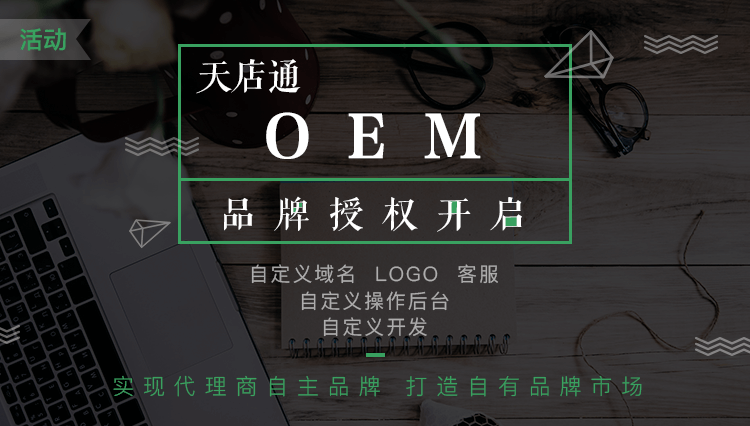 活动
天店通
OEM
品牌授权开启
自定义域名 LOGO 客服
自定义操作后台
自定义开发
实现代理商自主品牌 打造自有品牌市场